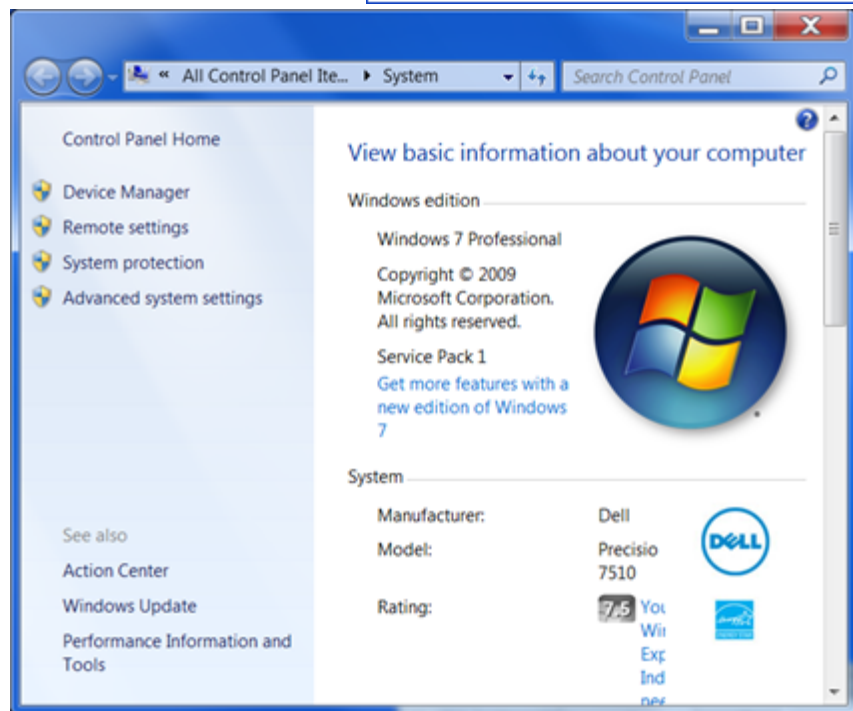 « All Control Panel Ite... ▸ System
Search Control Panel
Control Panel Home
Device Manager
Remote settings
System protection
Advanced system settings
See also
Action Center
Windows Update
Performance Information and
Tools
View basic information about your computer
Windows edition
Windows 7 Professional
Copyright © 2009
Microsoft Corporation.
All rights reserved.
Service Pack 1
Get more features with a
new edition of Windows
7
System
Manufacturer: Dell
DELL
Model: Precisio
7510
Rating: 7,5 You
Wir
Exp
Ind